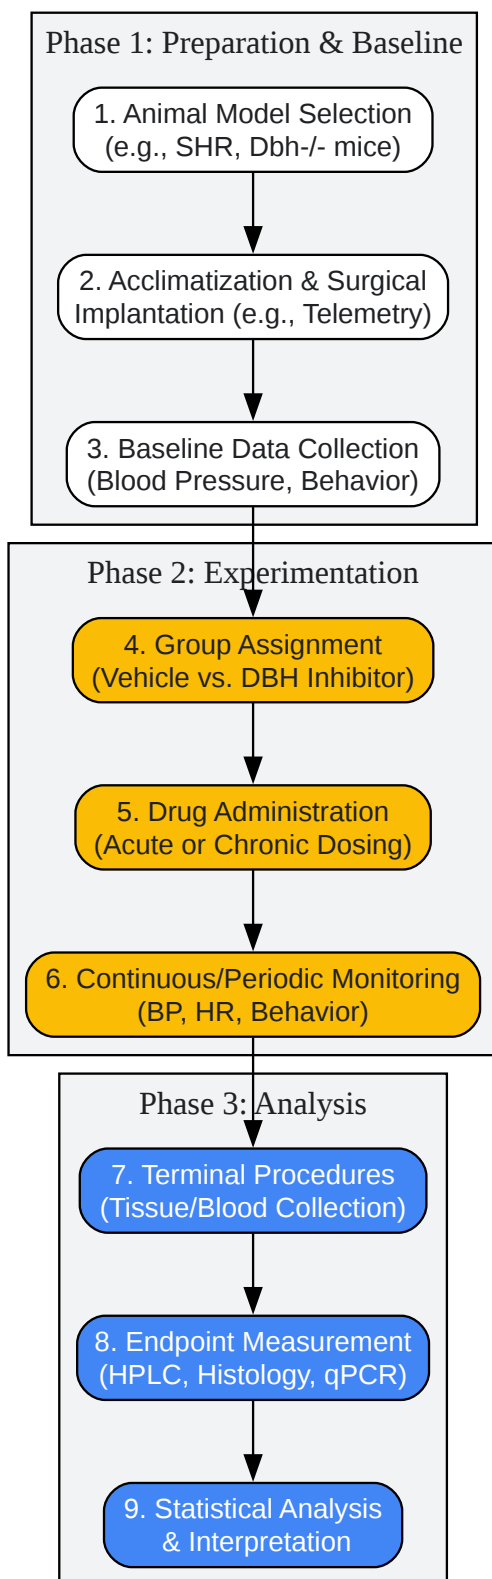 Phase 1: Preparation & Baseline
1. Animal Model Selection
(e.g., SHR, Dbh-/- mice)
2. Acclimatization & Surgical
Implantation (e.g., Telemetry)
3. Baseline Data Collection
(Blood Pressure, Behavior)
Phase 2: Experimentation
4. Group Assignment
(Vehicle vs. DBH Inhibitor)
5. Drug Administration
(Acute or Chronic Dosing)
6. Continuous/Periodic Monitoring
(BP, HR, Behavior)
Phase 3: Analysis
7. Terminal Procedures
(Tissue/Blood Collection)
8. Endpoint Measurement
(HPLC, Histology, qPCR)
9. Statistical Analysis
& Interpretation